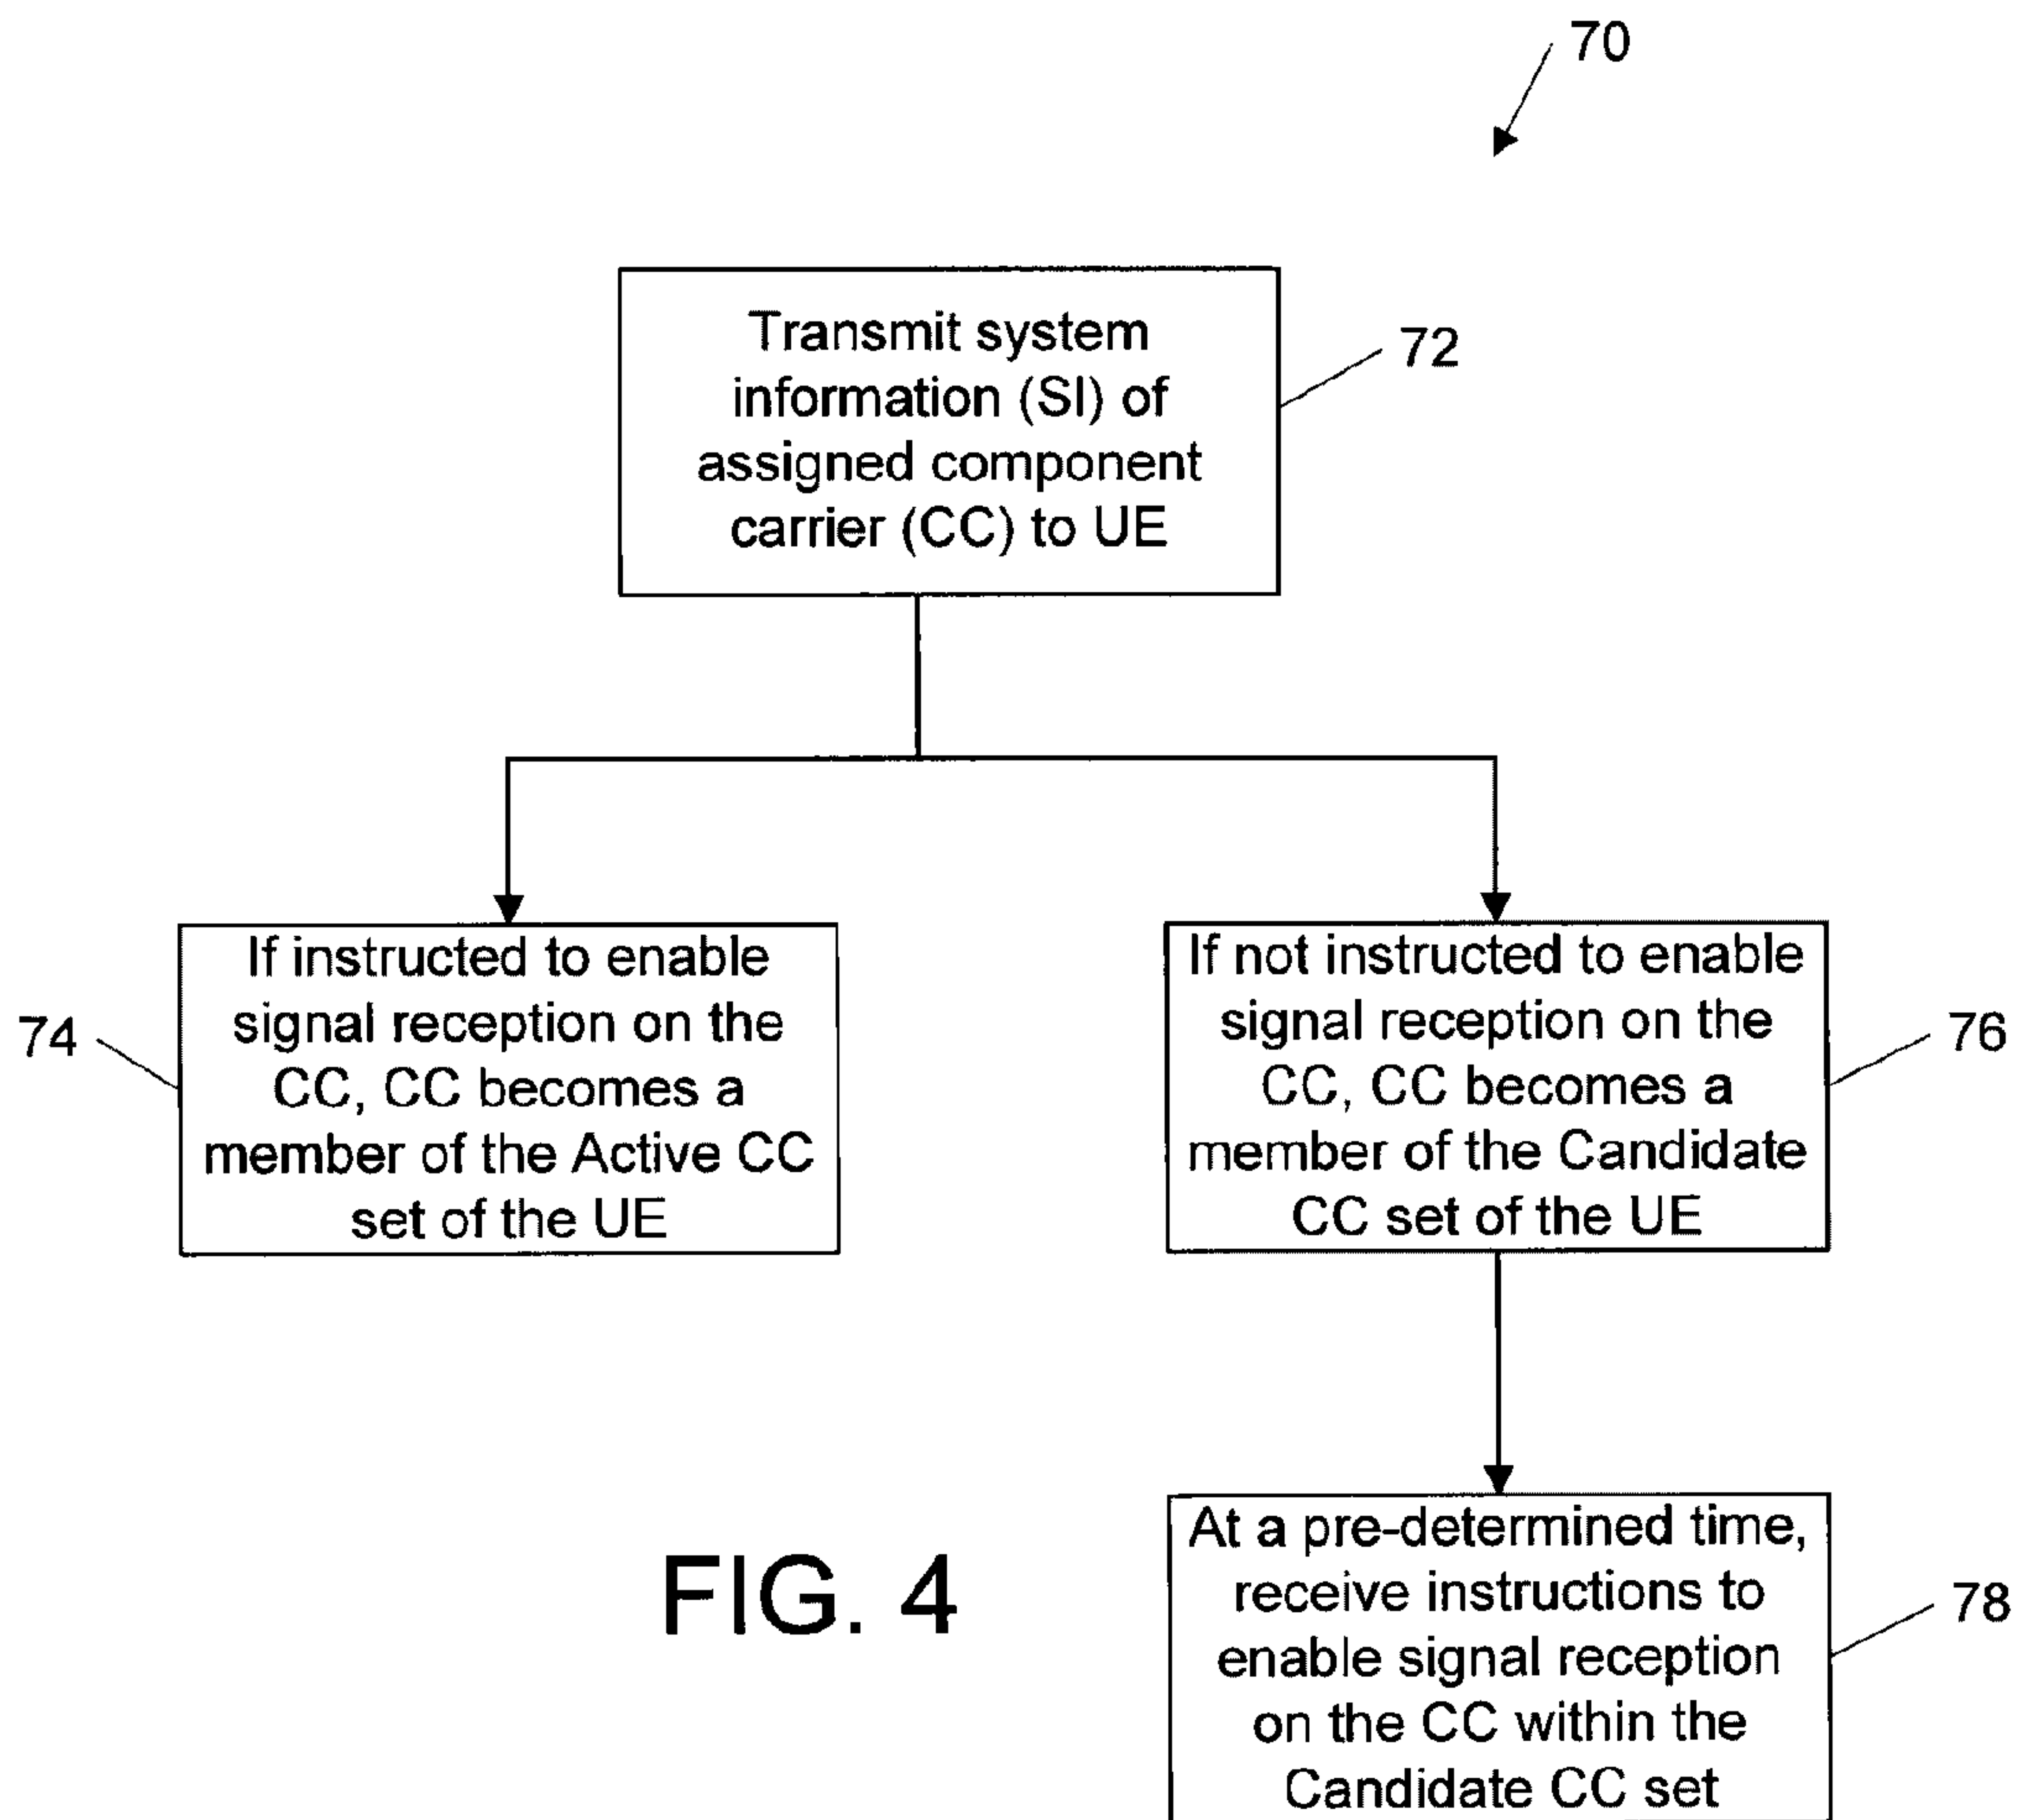 70
Transmit system
information (SI) of
assigned component
carrier (CC) to UE
72
If instructed to enable
signal reception on the
CC, CC becomes a
member of the Active CC
set of the UE
74
If not instructed to enable
signal reception on the
CC, CC becomes a
member of the Candidate
CC set of the UE
76
At a pre-determined time,
receive instructions to
enable signal reception
on the CC within the
Candidate CC set
78
FIG. 4